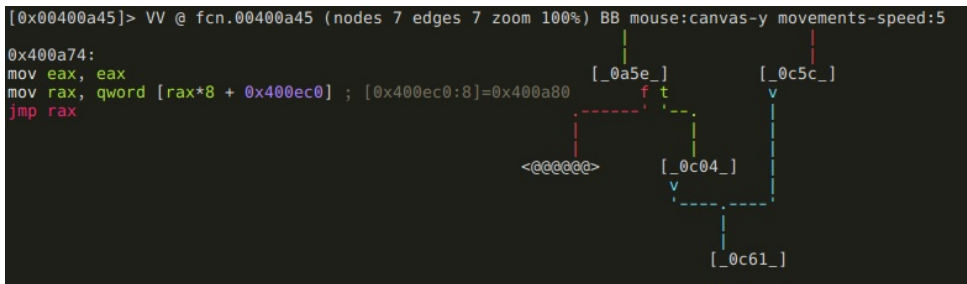 [0x00400a45]> VV @ fcn.00400a45 (nodes 7 edges 7 zoom 100%) BB mouse:canvas-y movements-speed:5
0x400a74:
mov eax, eax
mov rax, qword [rax*8 + 0x400ec0] ; [0x400ec0:8]=0x400a80
jmp rax
[_0a5e_] [_0c5c_]
f t v
<@@@@@@> [_0c04_]
v
[_0c61_]